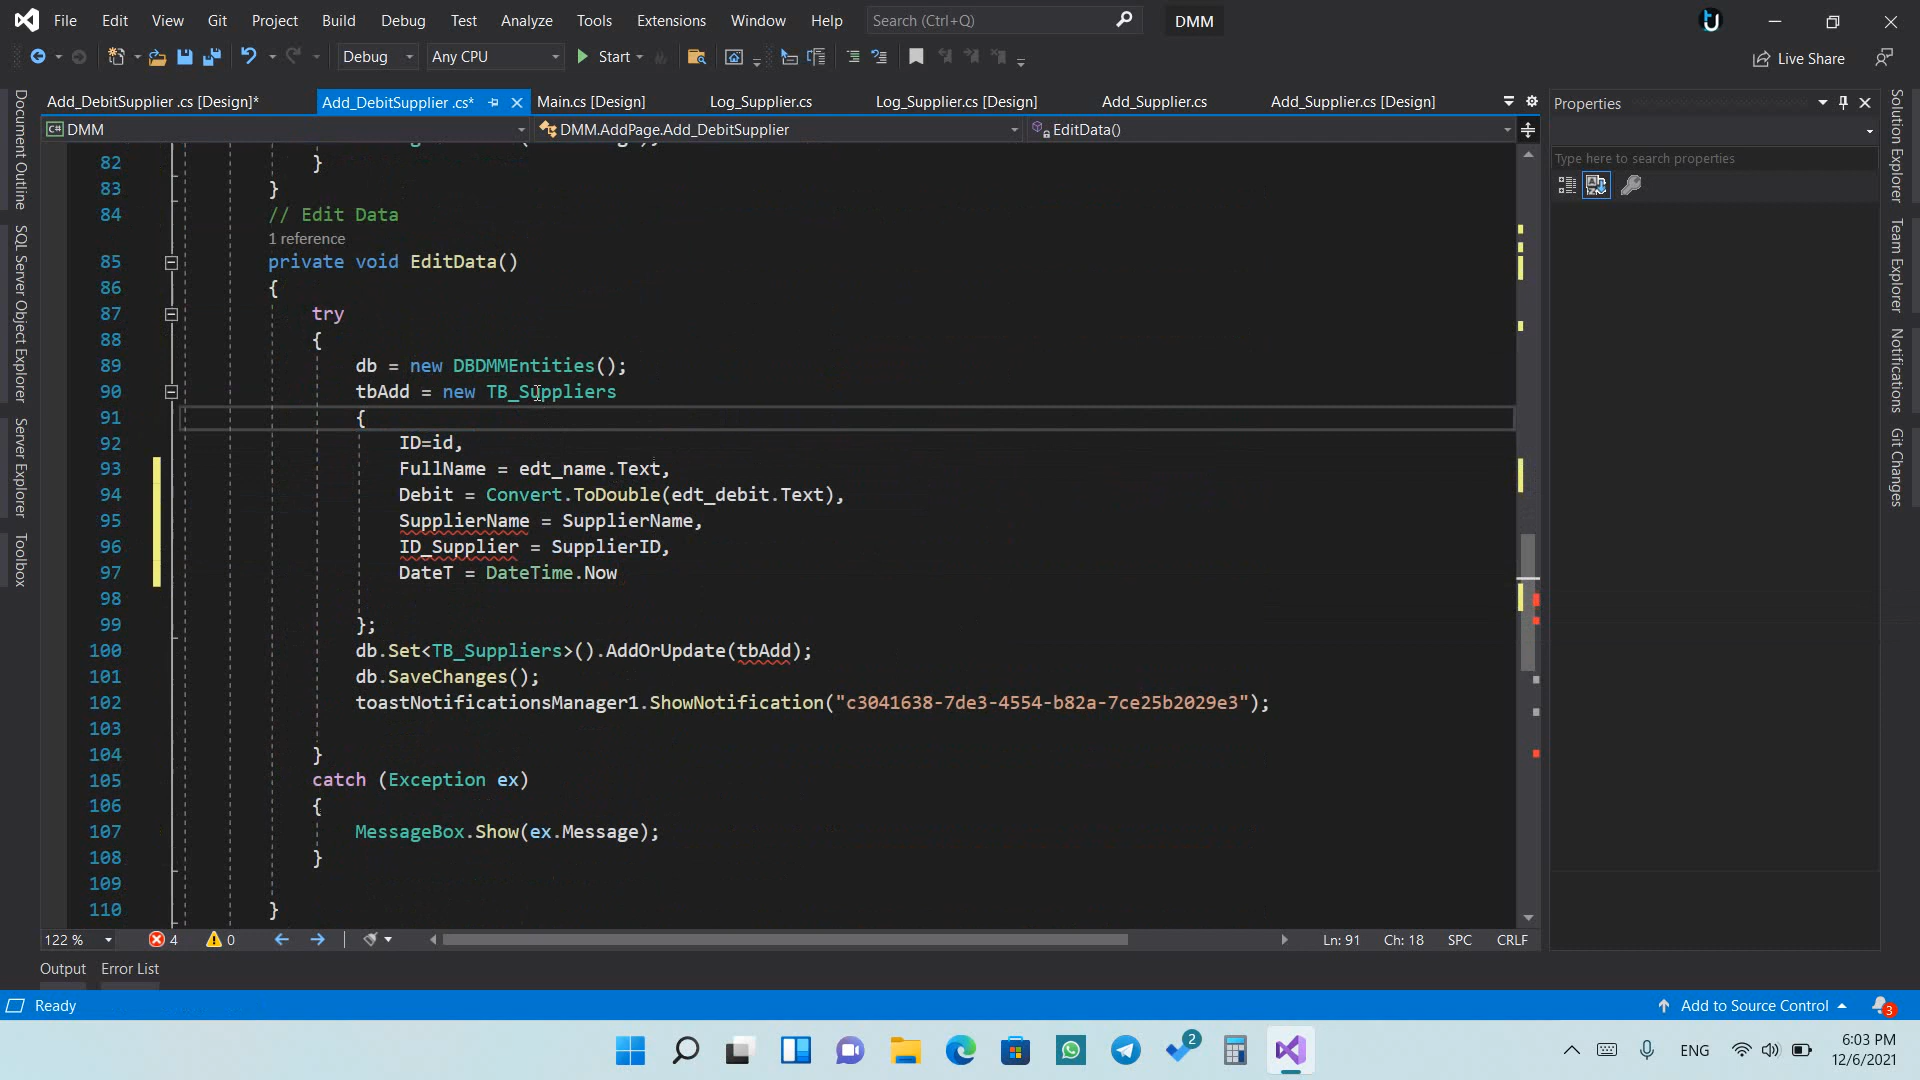 File Edit View Git Project Build Debug Test Analyze Tools Extensions Window Help Search (Ctrl+Q) DMM
Debug Any CPU Start Live Share
Add_DebitSupplier .cs [Design]* Add_DebitSupplier .cs* Main.cs [Design] Log_Supplier.cs Log_Supplier.cs [Design] Add_Supplier.cs Add_Supplier.cs [Design]
C# DMM DMM.AddPage.Add_DebitSupplier EditData()
Properties
Type here to search properties
Document Outline
SQL Server Object Explorer
Server Explorer
Toolbox
Solution Explorer
Team Explorer
Notifications
Git Changes
82 }
83 }
84 // Edit Data
1 reference
85 private void EditData()
86 {
87 try
88 {
89 db = new DBDMMEntities();
90 tbAdd = new TB_Suppliers
91 {
92 ID=id,
93 FullName = edt_name.Text,
94 Debit = Convert.ToDouble(edt_debit.Text),
95 SupplierName = SupplierName,
96 ID_Supplier = SupplierID,
97 DateT = DateTime.Now
98
99 };
100 db.Set<TB_Suppliers>().AddOrUpdate(tbAdd);
101 db.SaveChanges();
102 toastNotificationsManager1.ShowNotification("c3041638-7de3-4554-b82a-7ce25b2029e3");
103
104 }
105 catch (Exception ex)
106 {
107 MessageBox.Show(ex.Message);
108 }
109
110 }
122 % 4 0 Ln: 91 Ch: 18 SPC CRLF
Output Error List
Ready Add to Source Control 3
2 ENG 6:03 PM
12/6/2021